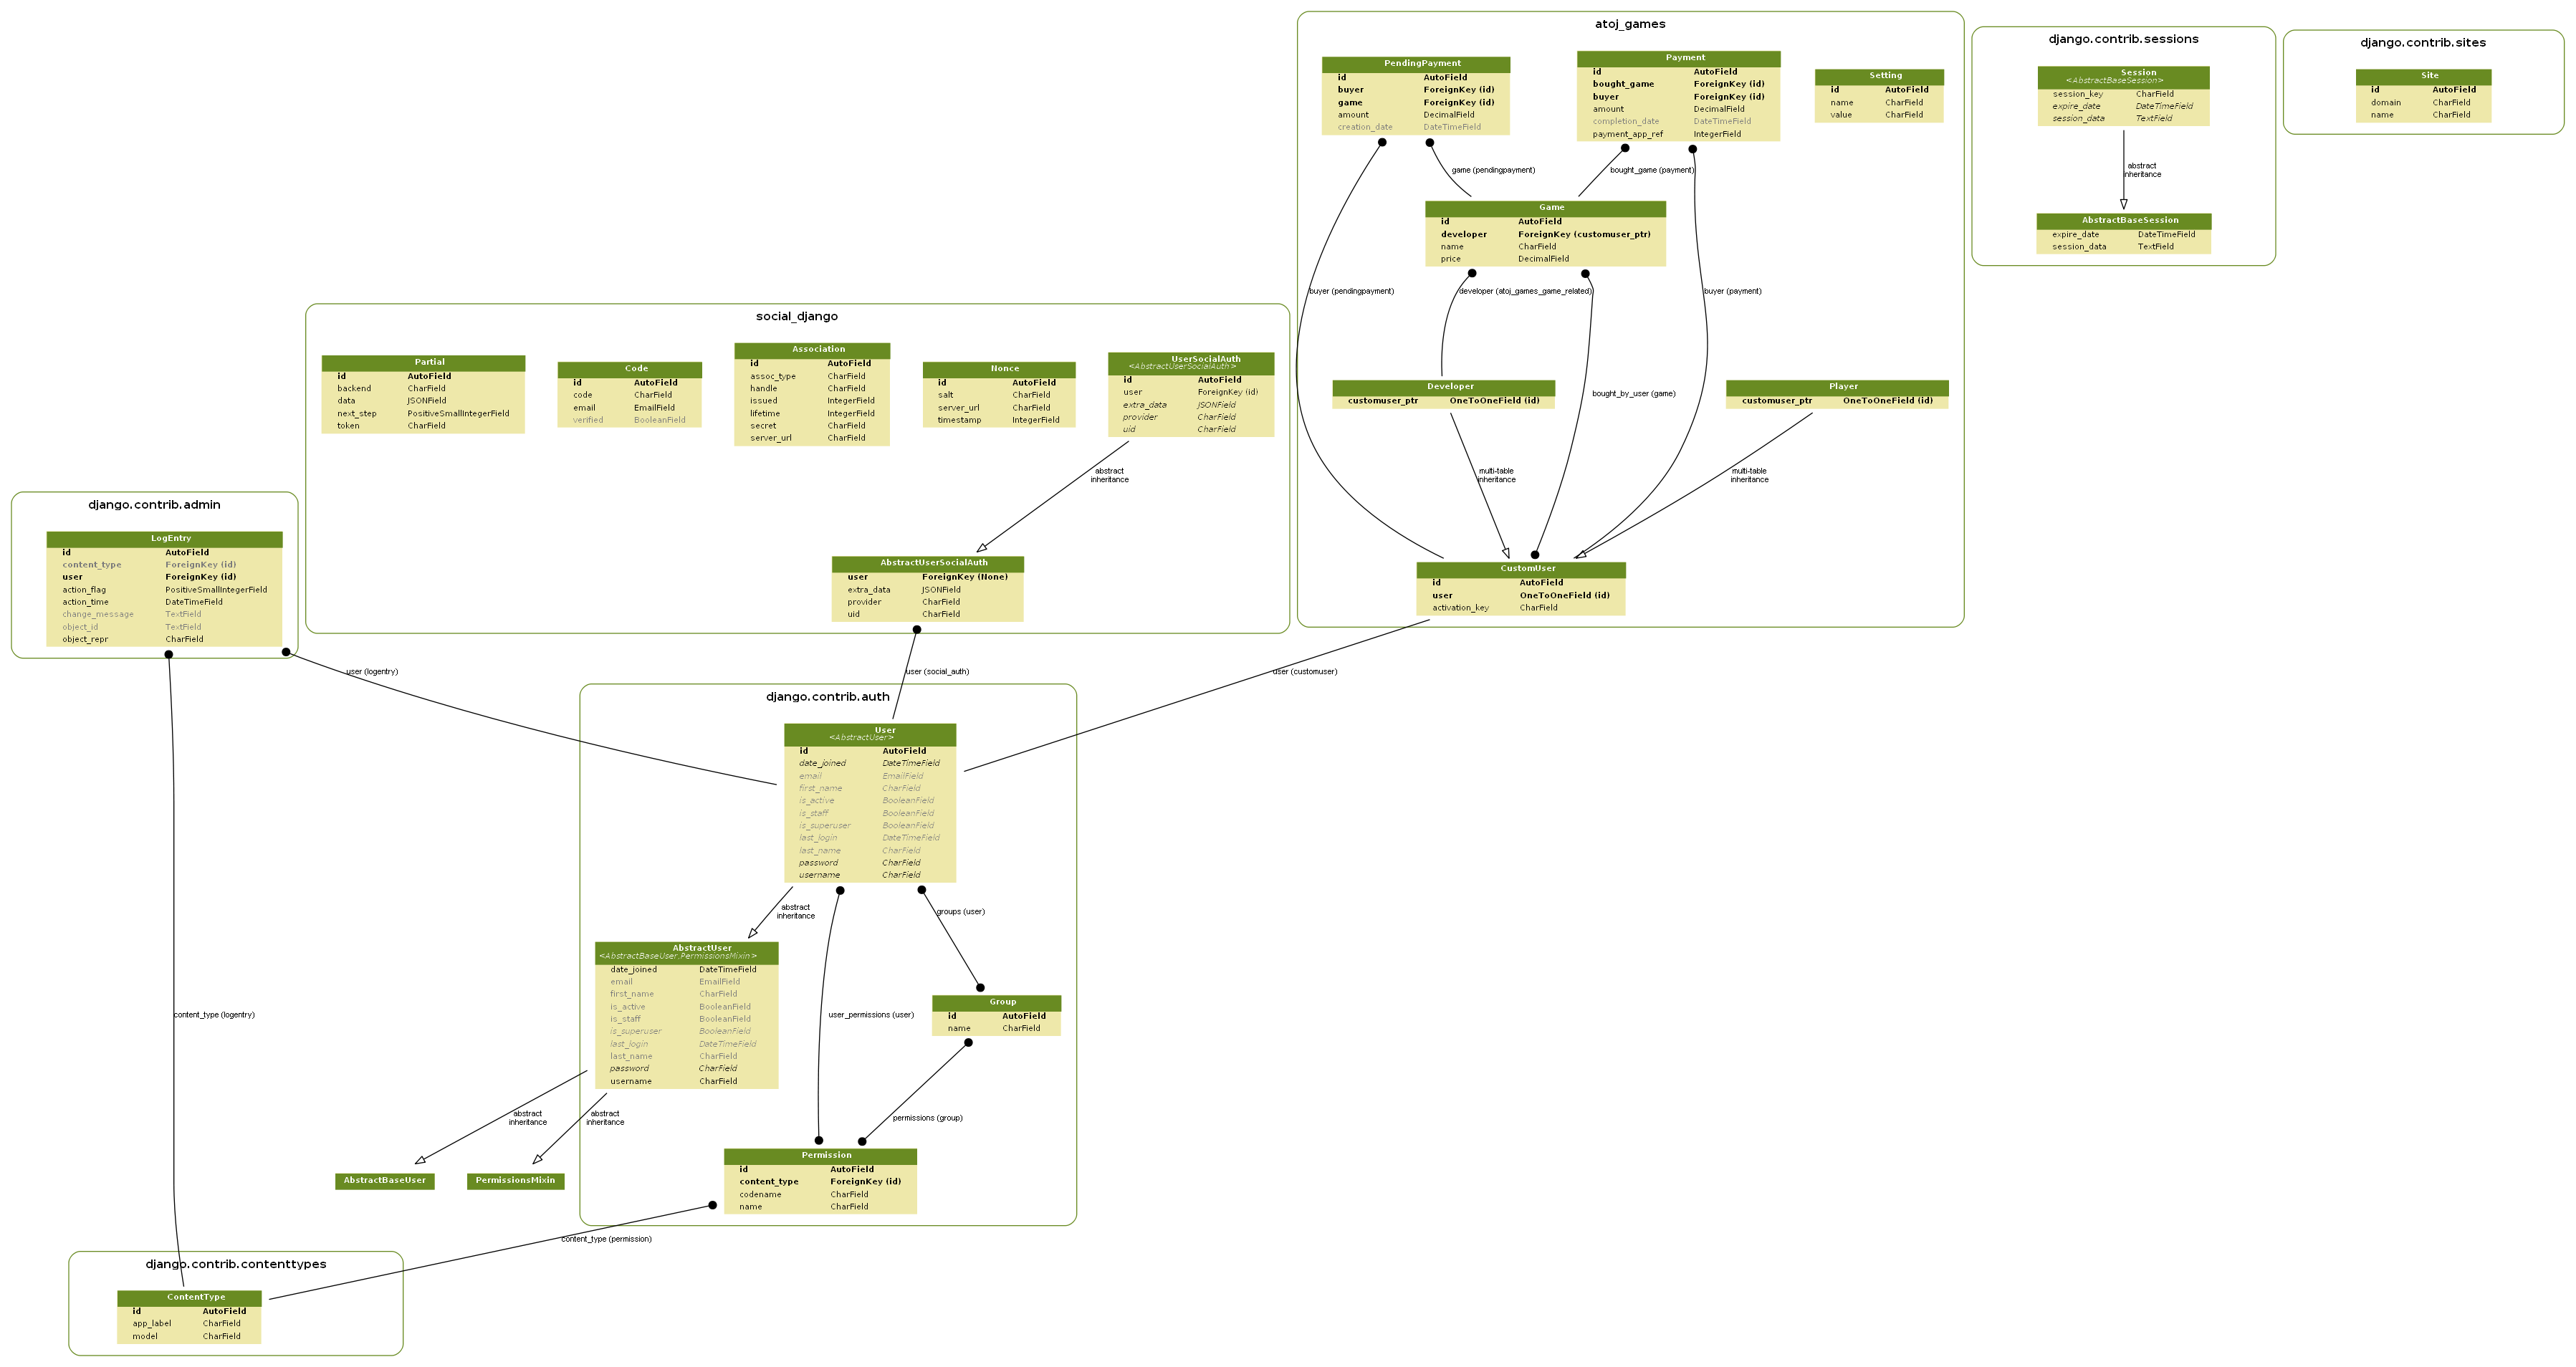 atoj_games
PendingPayment
id AutoField
buyer ForeignKey (id)
game ForeignKey (id)
amount DecimalField
creation_date DateTimeField
Payment
id AutoField
bought_game ForeignKey (id)
buyer ForeignKey (id)
amount DecimalField
completion_date DateTimeField
payment_app_ref IntegerField
Setting
id AutoField
name CharField
value CharField
game (pendingpayment)
bought_game (payment)
Game
id AutoField
developer ForeignKey (customuser_ptr)
name CharField
price DecimalField
buyer (pendingpayment)
developer (atoj_games_game_related)
buyer (payment)
Developer
customuser_ptr OneToOneField (id)
bought_by_user (game)
Player
customuser_ptr OneToOneField (id)
multi-table
inheritance
multi-table
inheritance
CustomUser
id AutoField
user OneToOneField (id)
activation_key CharField
django.contrib.sessions
Session
<AbstractBaseSession>
session_key CharField
expire_date DateTimeField
session_data TextField
abstract
inheritance
AbstractBaseSession
expire_date DateTimeField
session_data TextField
django.contrib.sites
Site
id AutoField
domain CharField
name CharField
social_django
Partial
id AutoField
backend CharField
data JSONField
next_step PositiveSmallIntegerField
token CharField
Code
id AutoField
code CharField
email EmailField
verified BooleanField
Association
id AutoField
assoc_type CharField
handle CharField
issued IntegerField
lifetime IntegerField
secret CharField
server_url CharField
Nonce
id AutoField
salt CharField
server_url CharField
timestamp IntegerField
UserSocialAuth
<AbstractUserSocialAuth>
id AutoField
user ForeignKey (id)
extra_data JSONField
provider CharField
uid CharField
abstract
inheritance
AbstractUserSocialAuth
user ForeignKey (None)
extra_data JSONField
provider CharField
uid CharField
django.contrib.admin
LogEntry
id AutoField
content_type ForeignKey (id)
user ForeignKey (id)
action_flag PositiveSmallIntegerField
action_time DateTimeField
change_message TextField
object_id TextField
object_repr CharField
user (logentry)
user (social_auth)
user (customuser)
django.contrib.auth
User
<AbstractUser>
id AutoField
date_joined DateTimeField
email EmailField
first_name CharField
is_active BooleanField
is_staff BooleanField
is_superuser BooleanField
last_login DateTimeField
last_name CharField
password CharField
username CharField
abstract
inheritance
groups (user)
AbstractUser
<AbstractBaseUser,PermissionsMixin>
date_joined DateTimeField
email EmailField
first_name CharField
is_active BooleanField
is_staff BooleanField
is_superuser BooleanField
last_login DateTimeField
last_name CharField
password CharField
username CharField
content_type (logentry)
user_permissions (user)
Group
id AutoField
name CharField
abstract
inheritance
abstract
inheritance
permissions (group)
AbstractBaseUser
PermissionsMixin
Permission
id AutoField
content_type ForeignKey (id)
codename CharField
name CharField
content_type (permission)
django.contrib.contenttypes
ContentType
id AutoField
app_label CharField
model CharField